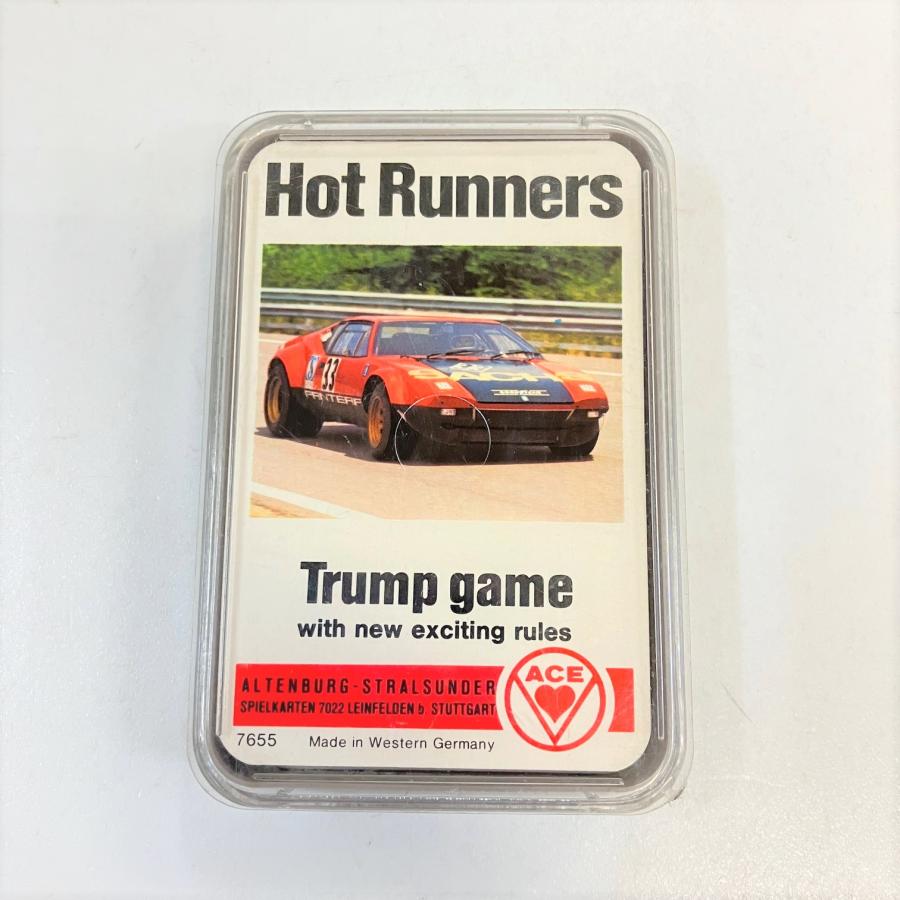 Hot Runners
33
PANTERA
Trump game
with new exciting rules
ALTENBURG-STRALSUNDER
SPIELKARTEN 7022 LEINFELDEN b. STUTTGART
ACE
7655 Made in Western Germany